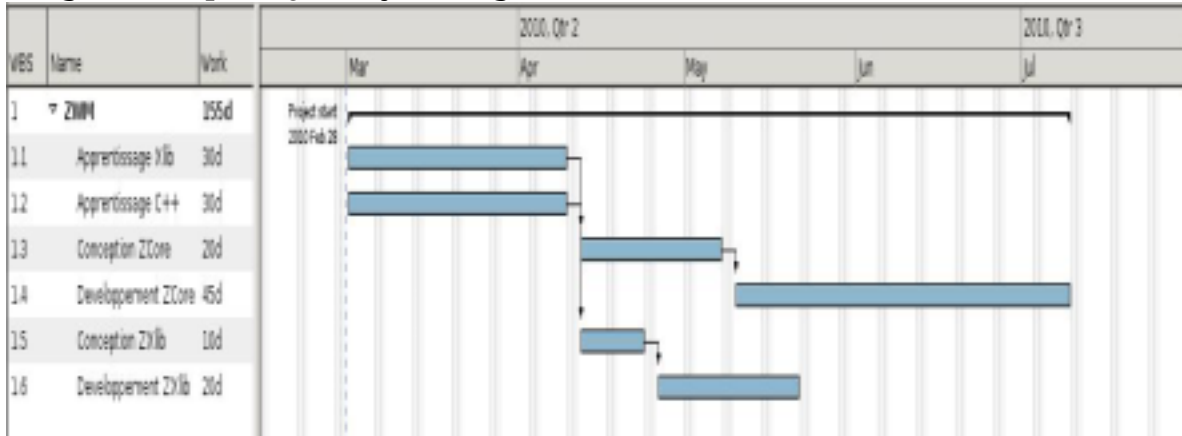 2010, Qtr 2 2010, Qtr 3
WBS Name Work Mar Apr May Jun Jul
1 ZWM 155d Project start
2010 Feb 28
1.1 Apprentissage Xlib 30d
1.2 Apprentissage C++ 30d
1.3 Conception ZCore 20d
1.4 Developpement ZCore 45d
1.5 Conception ZXlib 10d
1.6 Developpement ZXlib 20d